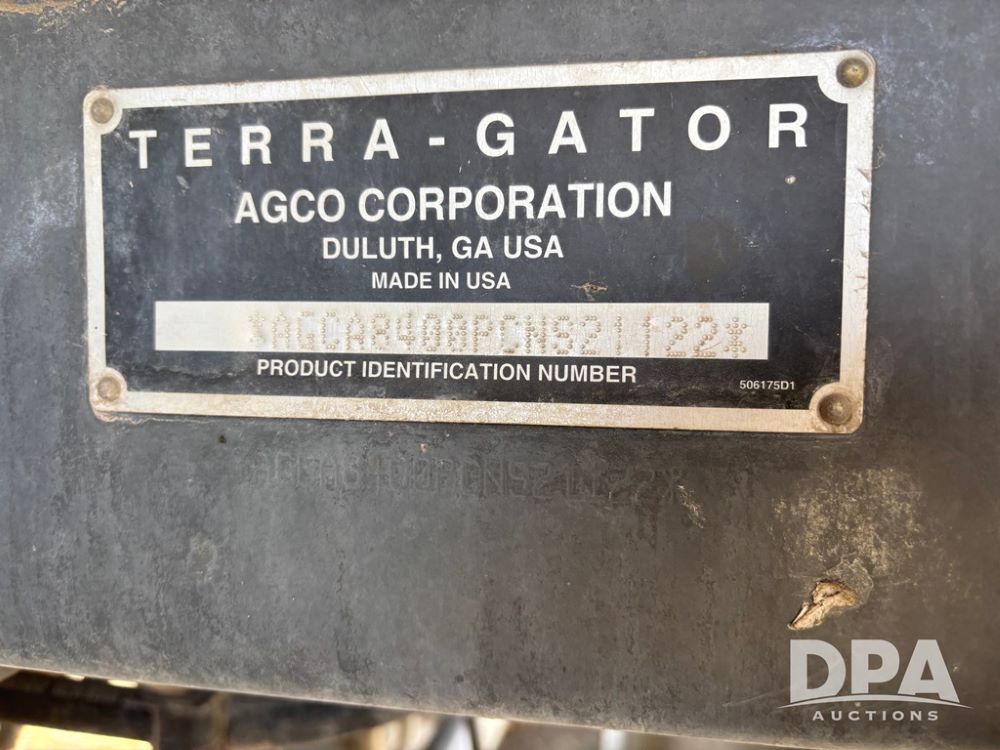 TERRA-GATOR
AGCO CORPORATION
DULUTH, GA USA
MADE IN USA
PRODUCT IDENTIFICATION NUMBER
506175D1
DPA
AUCTIONS